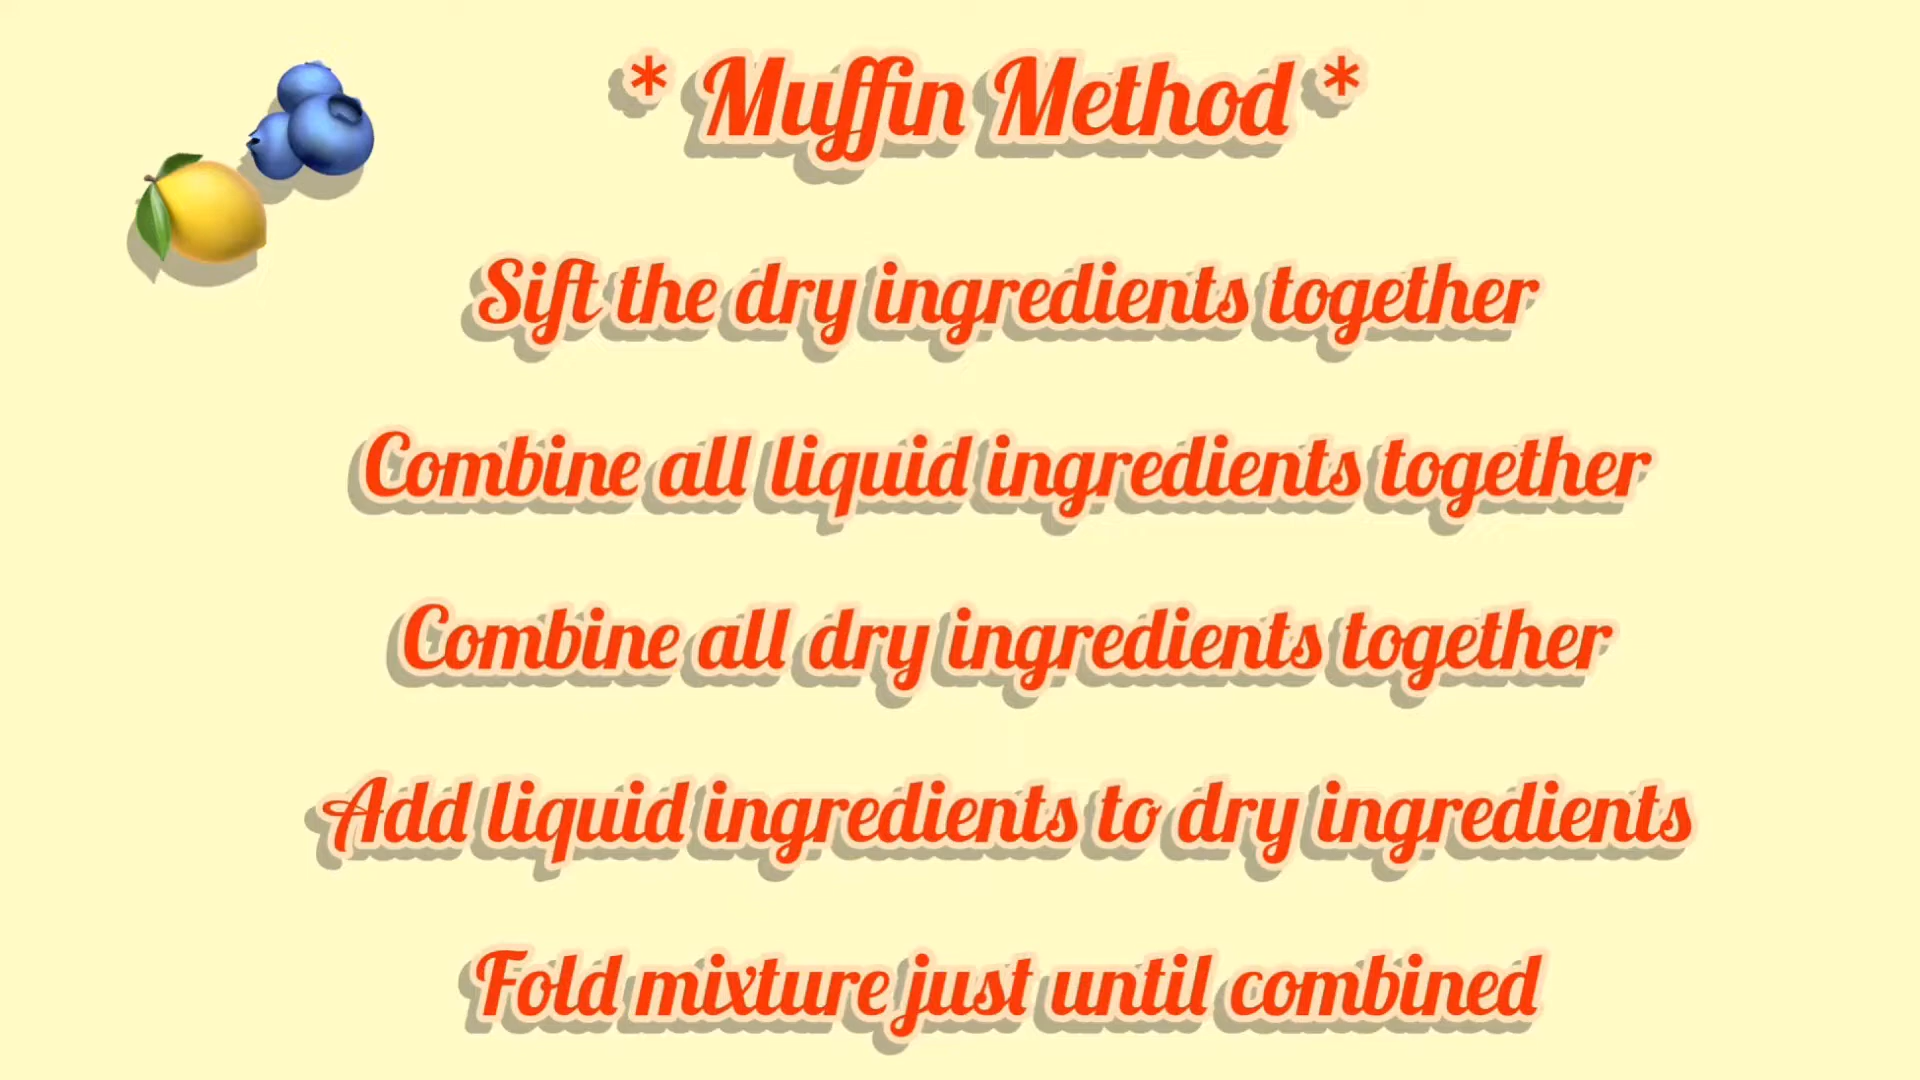 * Muffin Method *
Sift the dry ingredients together
Combine all liquid ingredients together
Combine all dry ingredients together
Add liquid ingredients to dry ingredients
Fold mixture just until combined